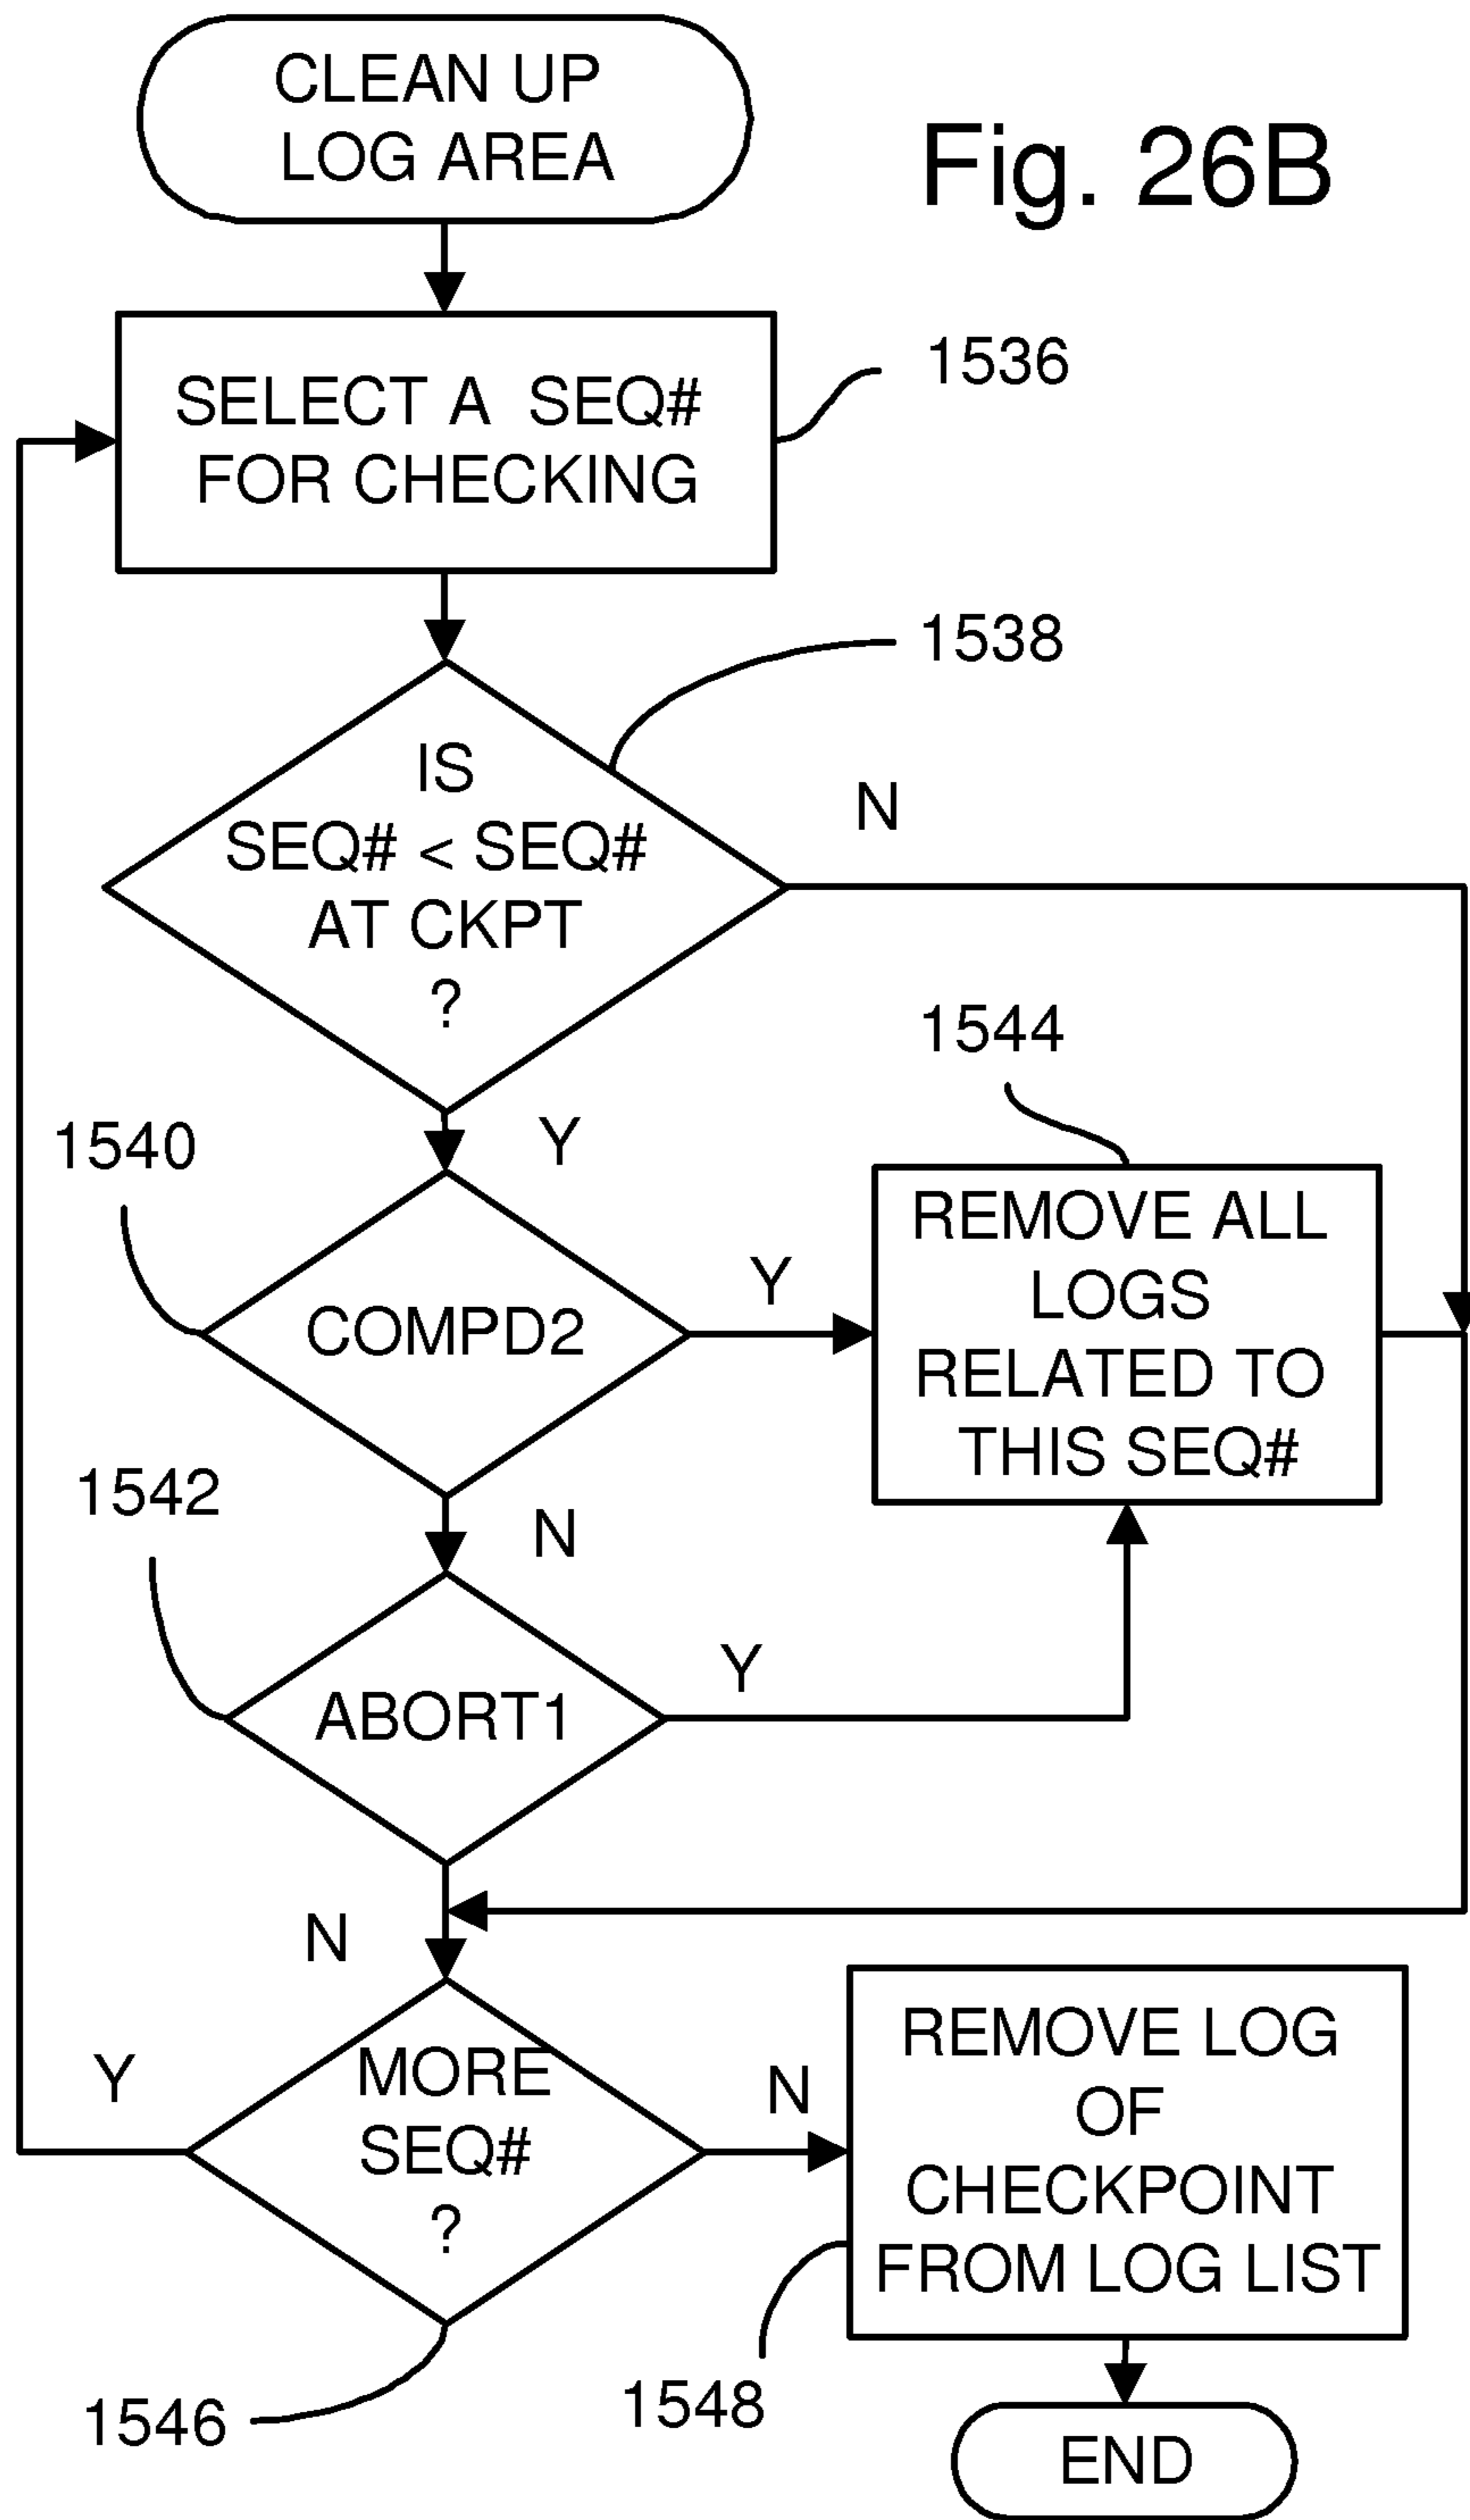 CLEAN UP
LOG AREA
Fig. 26B
1536
SELECT A SEQ#
FOR CHECKING
1538
IS
SEQ# < SEQ#
AT CKPT
?
N
1544
1540
Y
REMOVE ALL
LOGS
RELATED TO
THIS SEQ#
Y
COMPD2
1542
N
Y
ABORT1
N
REMOVE LOG
OF
CHECKPOINT
FROM LOG LIST
Y
MORE
SEQ#
?
N
1546
1548
END